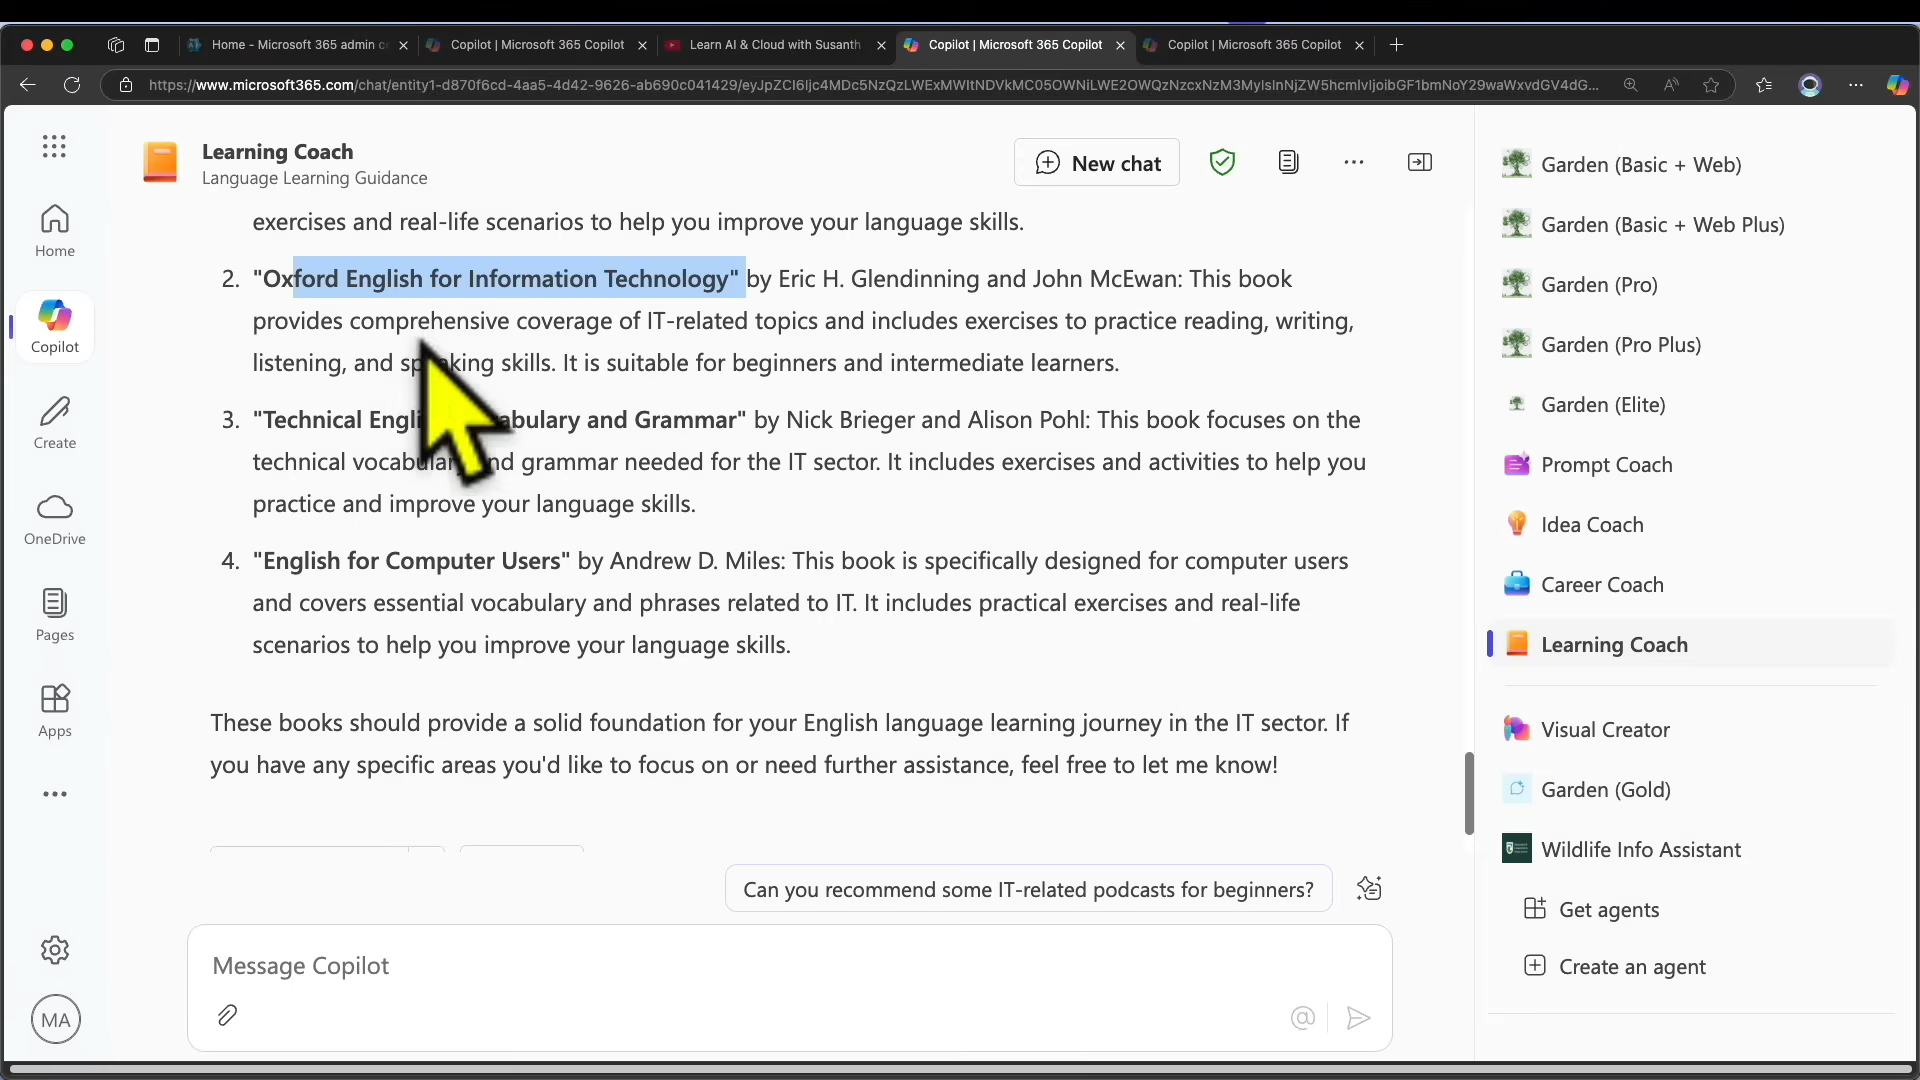 Home - Microsoft 365 admin c
Copilot | Microsoft 365 Copilot
Learn AI & Cloud with Susanth
Copilot | Microsoft 365 Copilot
Copilot | Microsoft 365 Copilot
Learning Coach
Language Learning Guidance
New chat
Home
Copilot
Create
OneDrive
Pages
Apps
MA
exercises and real-life scenarios to help you improve your language skills.
2. "Oxford English for Information Technology" by Eric H. Glendinning and John McEwan: This book
provides comprehensive coverage of IT-related topics and includes exercises to practice reading, writing,
listening, and speaking skills. It is suitable for beginners and intermediate learners.
3. "Technical Engli abulary and Grammar" by Nick Brieger and Alison Pohl: This book focuses on the
technical vocabulary and grammar needed for the IT sector. It includes exercises and activities to help you
practice and improve your language skills.
4. "English for Computer Users" by Andrew D. Miles: This book is specifically designed for computer users
and covers essential vocabulary and phrases related to IT. It includes practical exercises and real-life
scenarios to help you improve your language skills.
These books should provide a solid foundation for your English language learning journey in the IT sector. If
you have any specific areas you'd like to focus on or need further assistance, feel free to let me know!
Can you recommend some IT-related podcasts for beginners?
Message Copilot
Garden (Basic + Web)
Garden (Basic + Web Plus)
Garden (Pro)
Garden (Pro Plus)
Garden (Elite)
Prompt Coach
Idea Coach
Career Coach
Learning Coach
Visual Creator
Garden (Gold)
Wildlife Info Assistant
Get agents
Create an agent